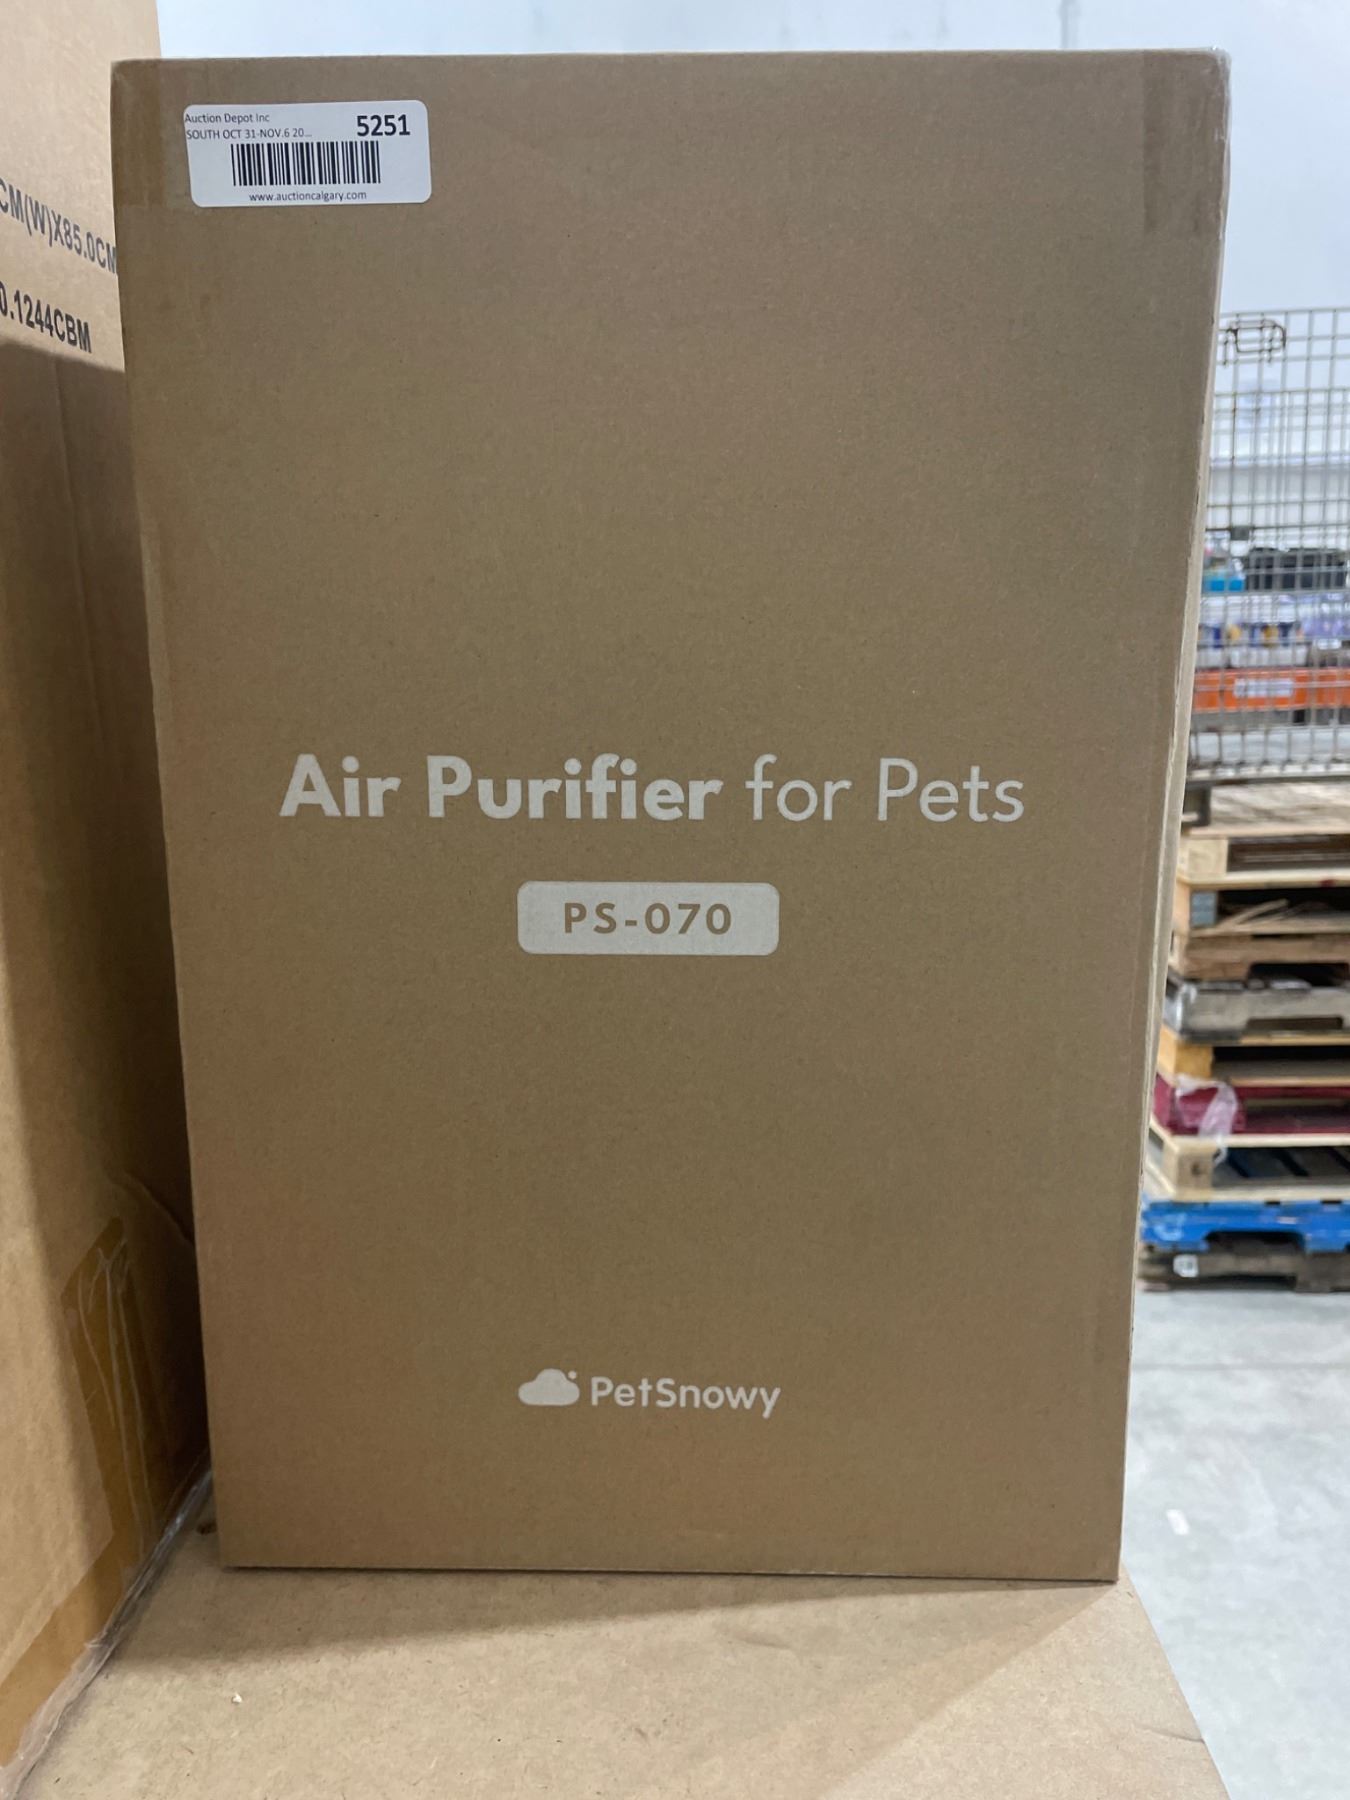 Auction Depot Inc
SOUTH OCT 31-NOV.6 20...
5251
www.auctioncalgary.com
CM(W)X85.0CM
0.1244CBM
Air Purifier for Pets
PS-070
PetSnowy